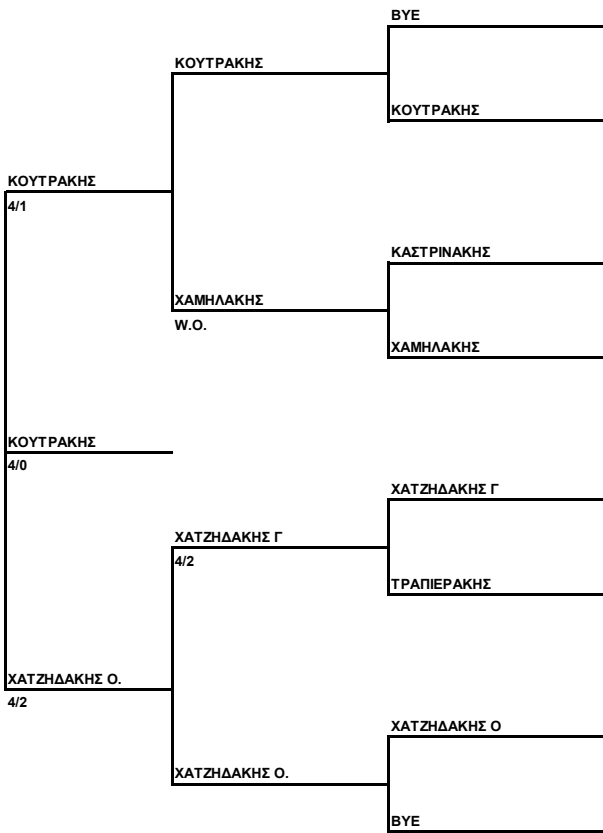 BYE
ΚΟΥΤΡΑΚΗΣ
ΚΟΥΤΡΑΚΗΣ
ΚΟΥΤΡΑΚΗΣ
4/1
ΚΑΣΤΡΙΝΑΚΗΣ
ΧΑΜΗΛΑΚΗΣ
W.O.
ΧΑΜΗΛΑΚΗΣ
ΚΟΥΤΡΑΚΗΣ
4/0
ΧΑΤΖΗΔΑΚΗΣ Γ
ΧΑΤΖΗΔΑΚΗΣ Γ
4/2
ΤΡΑΠΙΕΡΑΚΗΣ
ΧΑΤΖΗΔΑΚΗΣ Ο.
4/2
ΧΑΤΖΗΔΑΚΗΣ Ο
ΧΑΤΖΗΔΑΚΗΣ Ο.
BYE